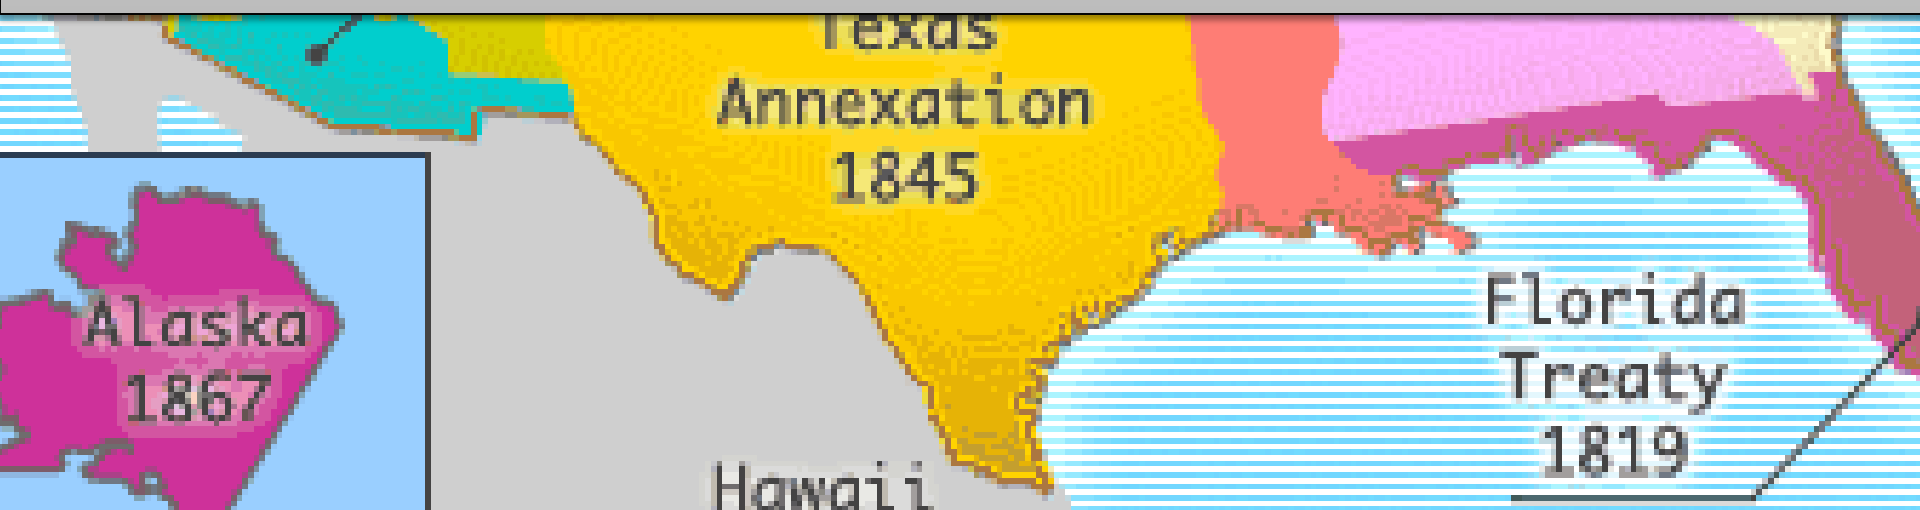 Texas
Annexation
1845
Alaska
1867
Florida
Treaty
1819
Hawaii